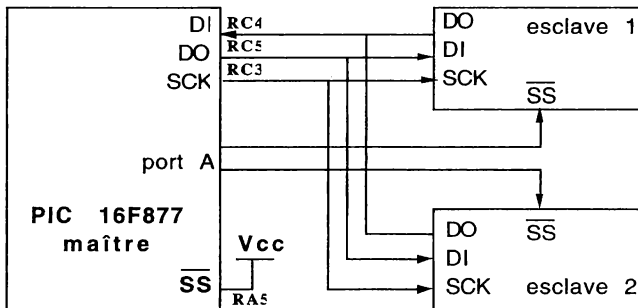 DI
RC4
DO
RC5
SCK
RC3
port A
PIC 16F877
maître
Vcc
SS
RA5
DO
esclave 1
DI
SCK
SS
DO
SS
DI
SCK
esclave 2